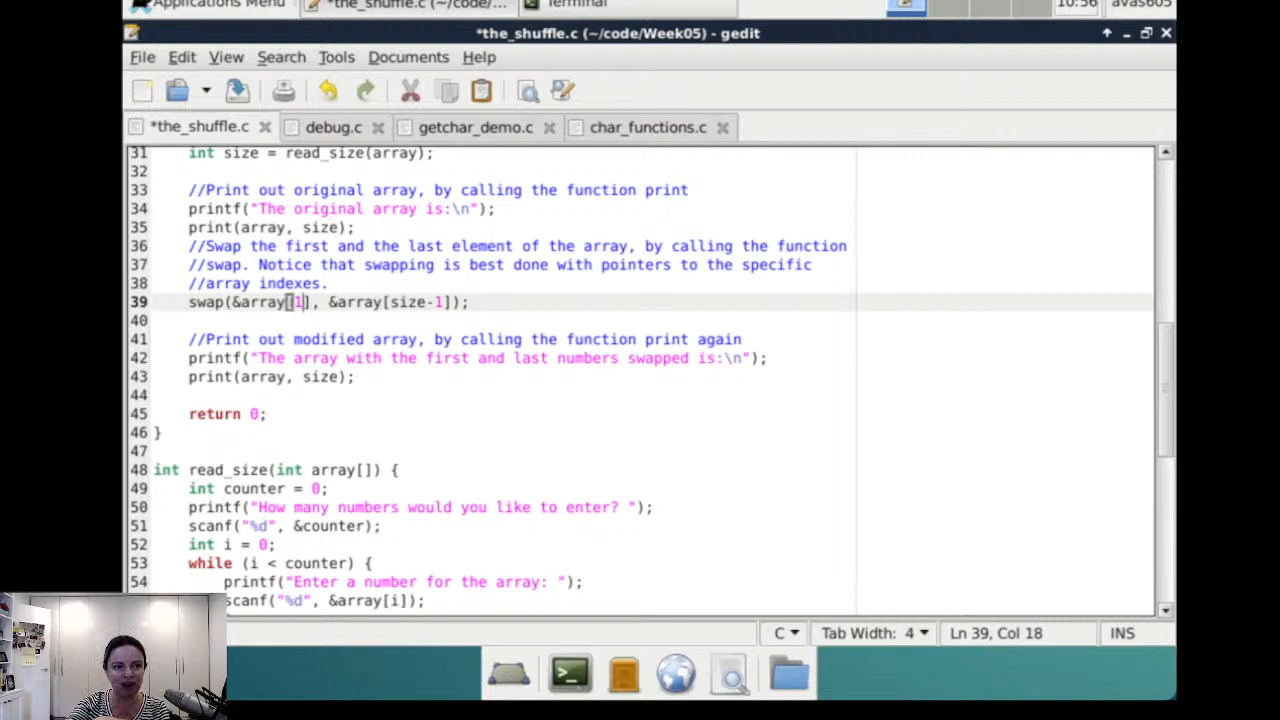 Applications Menu *the_shuffle.c (~/code/... Terminal 10:56 avas605
*the_shuffle.c (~/code/Week05) - gedit
File Edit View Search Tools Documents Help
*the_shuffle.c debug.c getchar_demo.c char_functions.c
31 int size = read_size(array);
32
33 //Print out original array, by calling the function print
34 printf("The original array is:\n");
35 print(array, size);
36 //Swap the first and the last element of the array, by calling the function
37 //swap. Notice that swapping is best done with pointers to the specific
38 //array indexes.
39 swap(&array[1], &array[size-1]);
40
41 //Print out modified array, by calling the function print again
42 printf("The array with the first and last numbers swapped is:\n");
43 print(array, size);
44
45 return 0;
46 }
47
48 int read_size(int array[]) {
49 int counter = 0;
50 printf("How many numbers would you like to enter? ");
51 scanf("%d", &counter);
52 int i = 0;
53 while (i < counter) {
54 printf("Enter a number for the array: ");
scanf("%d", &array[i]);
C Tab Width: 4 Ln 39, Col 18 INS